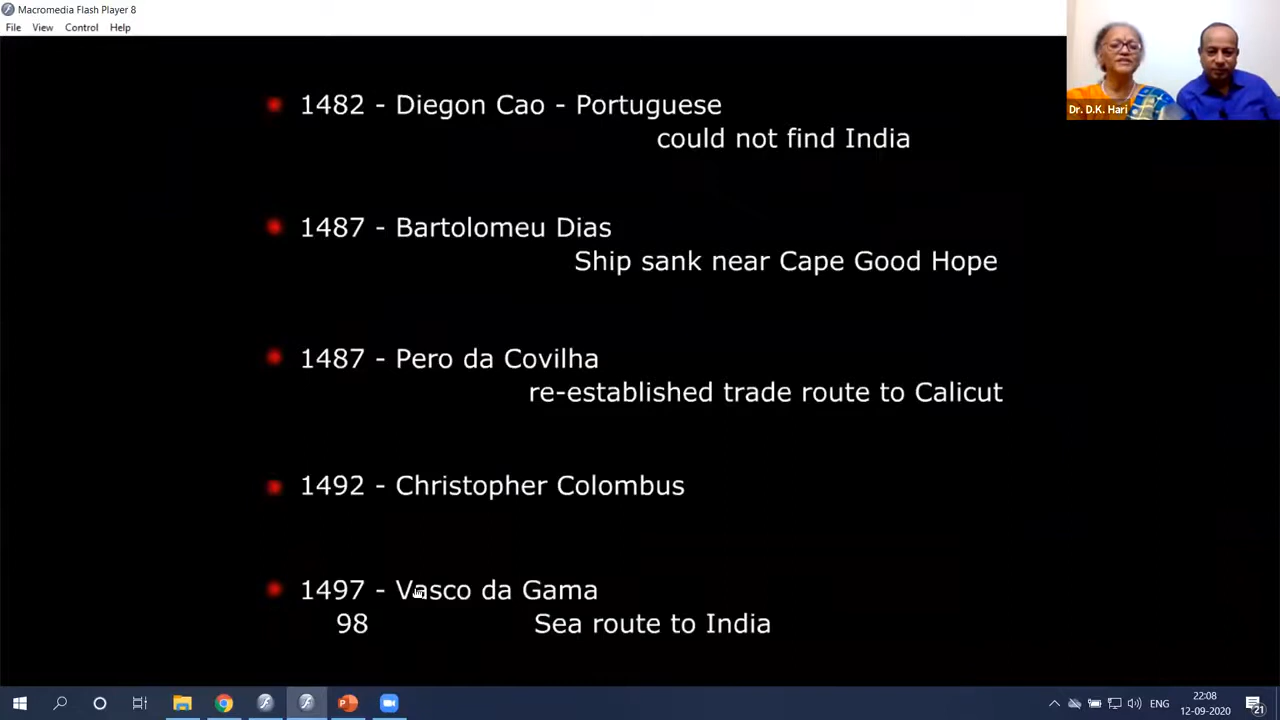 Macromedia Flash Player 8
File View Control Help
Dr. D.K. Hari
1482 - Diegon Cao - Portuguese
could not find India
1487 - Bartolomeu Dias
Ship sank near Cape Good Hope
1487 - Pero da Covilha
re-established trade route to Calicut
1492 - Christopher Colombus
1497 - Vasco da Gama
98 Sea route to India
ENG
22:08
12-09-2020
21